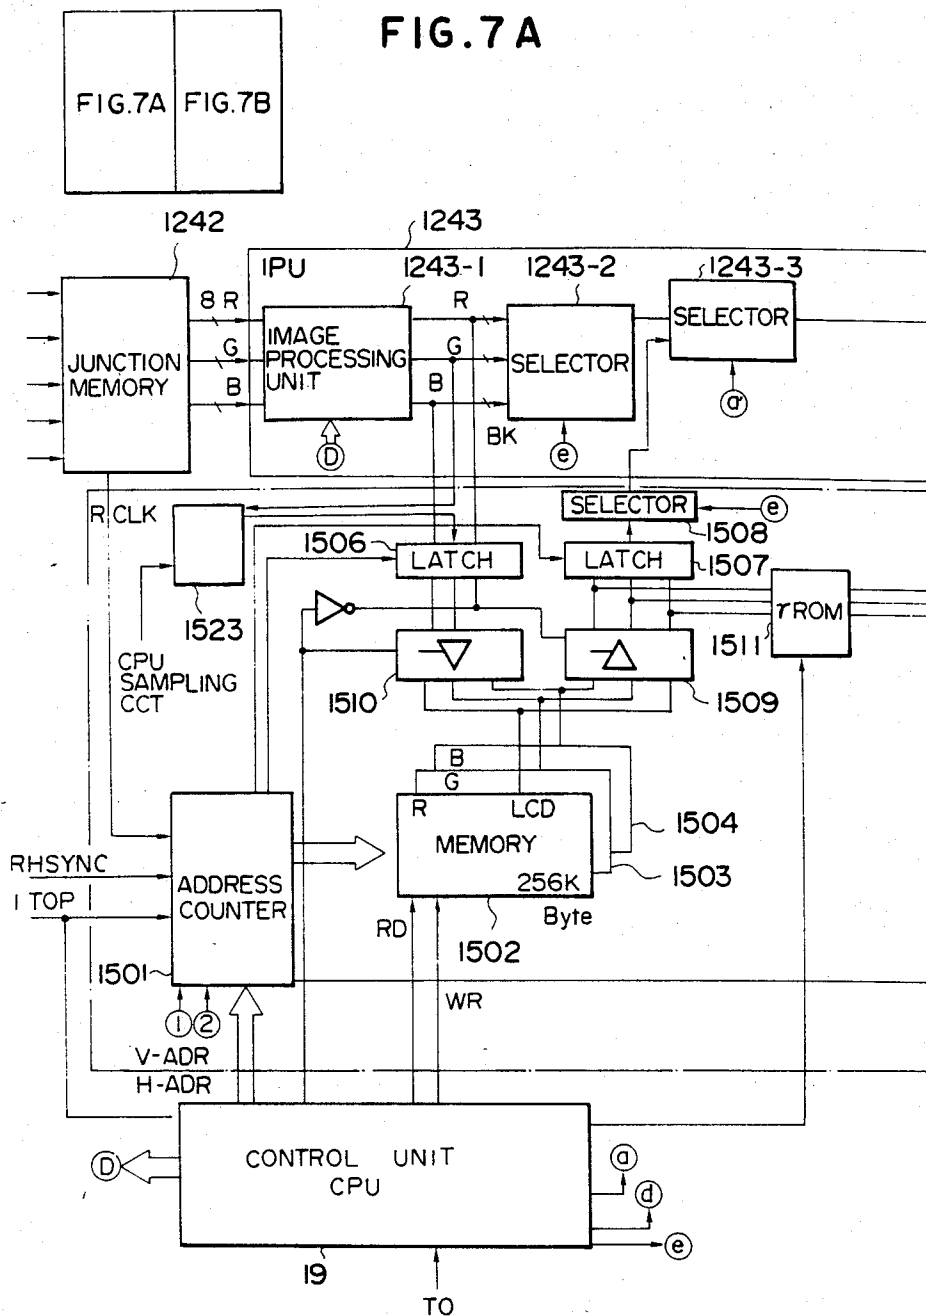 FIG.7A
FIG.7A FIG.7B
1242
1243
IPU
1243-1
1243-2
1243-3
8 R
G
B
JUNCTION
MEMORY
IMAGE
PROCESSING
UNIT
R
G
B
BK
SELECTOR
SELECTOR
D
e
a
R CLK
SELECTOR
e
1508
1506
LATCH
LATCH
1507
1523
γROM
1511
CPU
SAMPLING
CCT
1510
1509
B
G
R LCD
MEMORY
256K
Byte
1504
1503
1502
RHSYNC
I TOP
ADDRESS
COUNTER
1501
RD
WR
1 2
V-ADR
H-ADR
CONTROL UNIT
CPU
D
a
d
e
19
TO